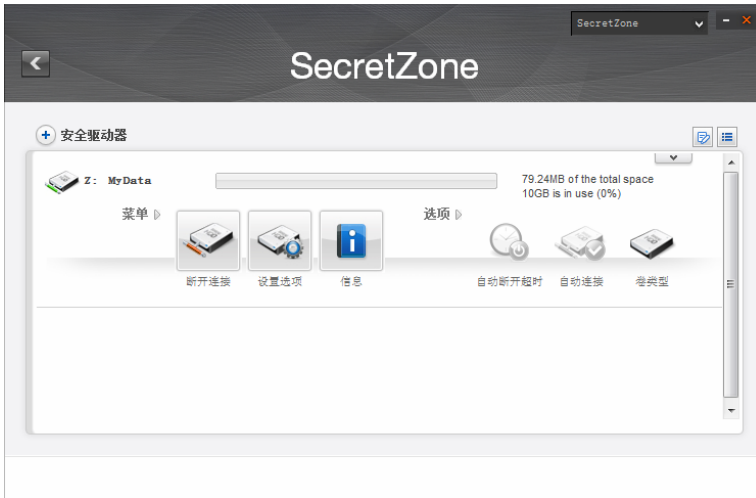 SecretZone
SecretZone
安全驱动器
Z: MyData
79.24MB of the total space
10GB is in use (0%)
菜单
选项
断开连接
设置选项
信息
自动断开超时
自动连接
卷类型